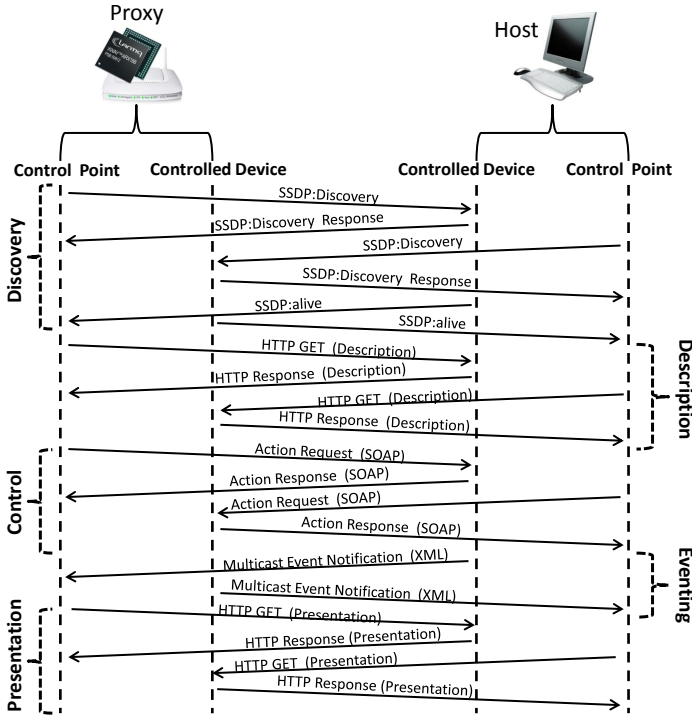 Proxy
Host
Larmq
Control Point
Controlled Device
Controlled Device
Control Point
Discovery
SSDP:Discovery
SSDP:Discovery Response
SSDP:Discovery
SSDP:Discovery Response
SSDP:alive
SSDP:alive
Description
HTTP GET (Description)
HTTP Response (Description)
HTTP GET (Description)
HTTP Response (Description)
Control
Action Request (SOAP)
Action Response (SOAP)
Action Request (SOAP)
Action Response (SOAP)
Eventing
Multicast Event Notification (XML)
Multicast Event Notification (XML)
Presentation
HTTP GET (Presentation)
HTTP Response (Presentation)
HTTP GET (Presentation)
HTTP Response (Presentation)